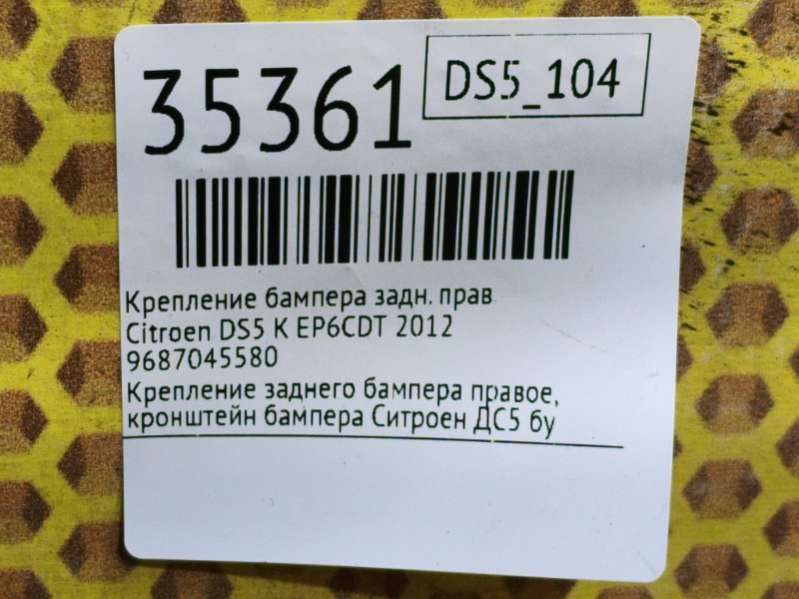 35361
DS5_104
Крепление бампера задн. прав
Citroen DS5 K EP6CDT 2012
9687045580
Крепление заднего бампера правое,
кронштейн бампера Ситроен ДС5 бу